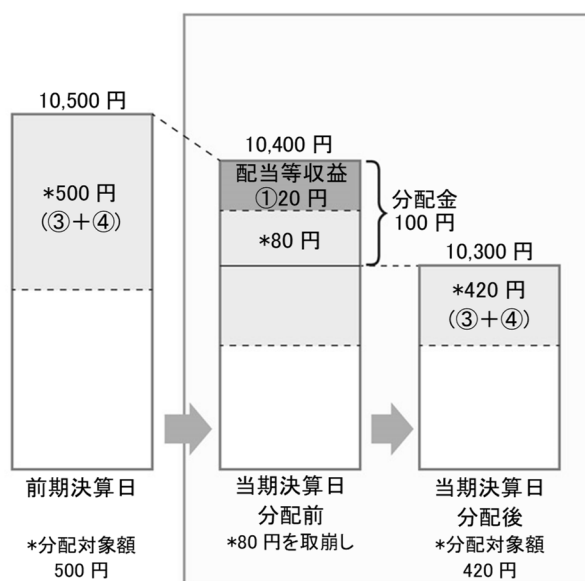 10,500 円
*500 円
(③＋④)
前期決算日
*分配対象額
500 円
10,400 円
配当等収益
①20 円
*80 円
分配金
100 円
当期決算日
分配前
*80 円を取崩し
10,300 円
*420 円
(③＋④)
当期決算日
分配後
*分配対象額
420 円